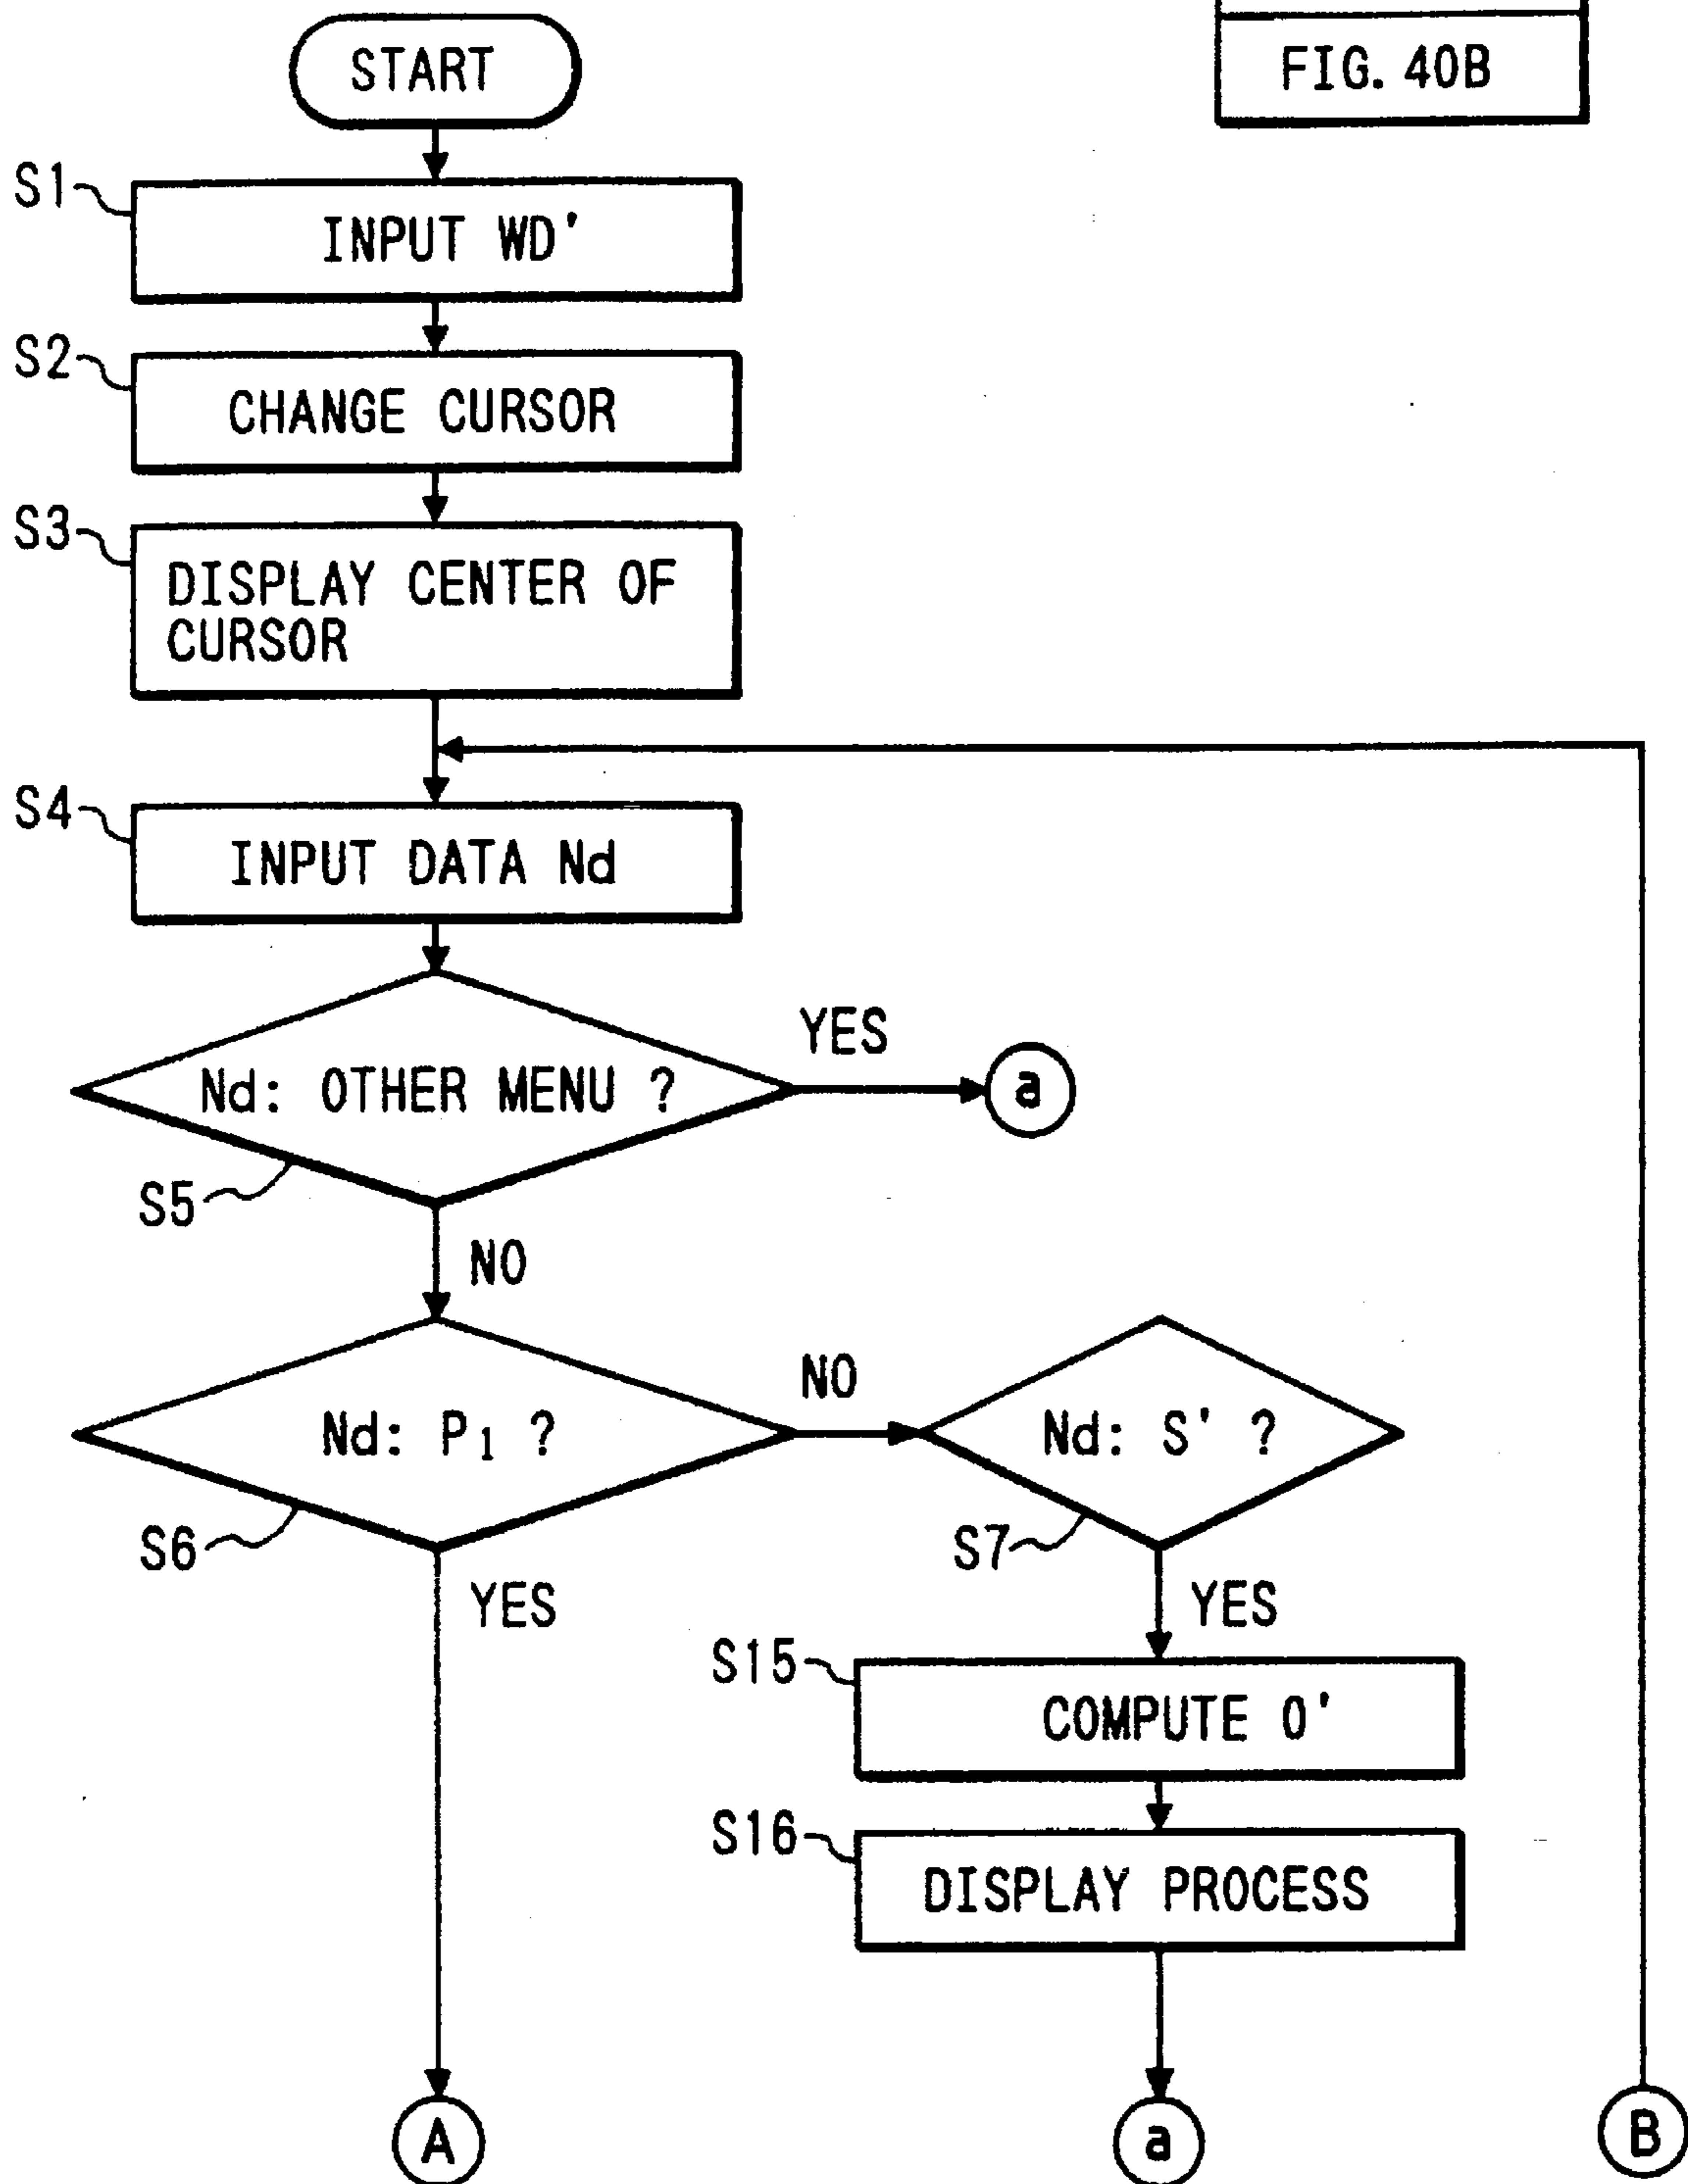 FIG. 40B
START
S1
INPUT WD'
S2
CHANGE CURSOR
S3
DISPLAY CENTER OF
CURSOR
S4
INPUT DATA Nd
YES
Nd: OTHER MENU ?
a
S5
NO
NO
Nd: P1 ?
Nd: S' ?
S6
S7
YES
YES
S15
COMPUTE O'
S16
DISPLAY PROCESS
A
a
B